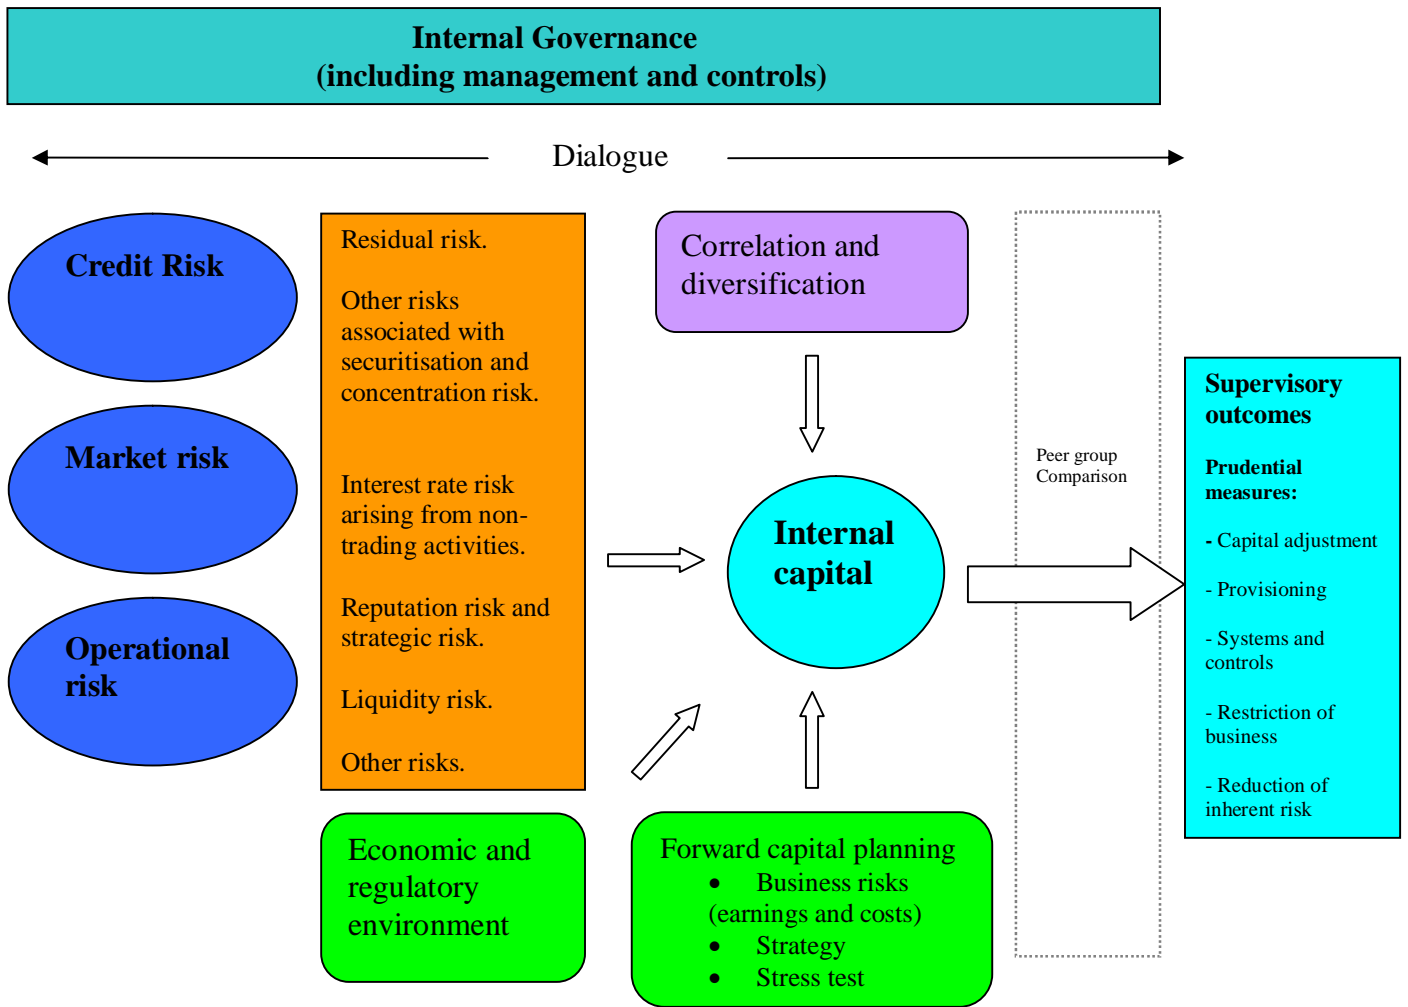 Internal Governance
(including management and controls)
Dialogue
Credit Risk
Market risk
Operational
risk
Residual risk.
Other risks
associated with
securitisation and
concentration risk.
Interest rate risk
arising from non-
trading activities.
Reputation risk and
strategic risk.
Liquidity risk.
Other risks.
Economic and
regulatory
environment
Correlation and
diversification
Internal
capital
Forward capital planning
• Business risks
(earnings and costs)
• Strategy
• Stress test
Peer group
Comparison
Supervisory
outcomes
Prudential
measures:
- Capital adjustment
- Provisioning
- Systems and
controls
- Restriction of
business
- Reduction of
inherent risk